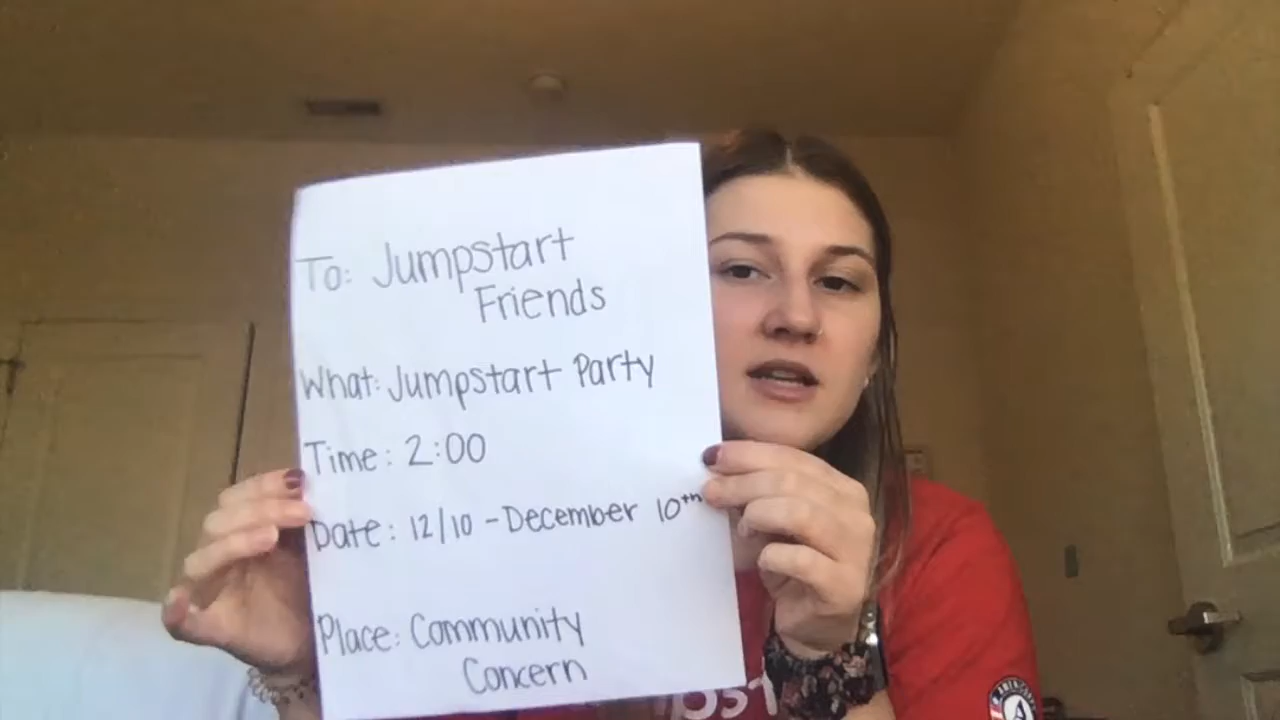 To: Jumpstart
Friends
What: Jumpstart Party
Time: 2:00
Date: 12/10 - December 10th
Place: Community
Concern